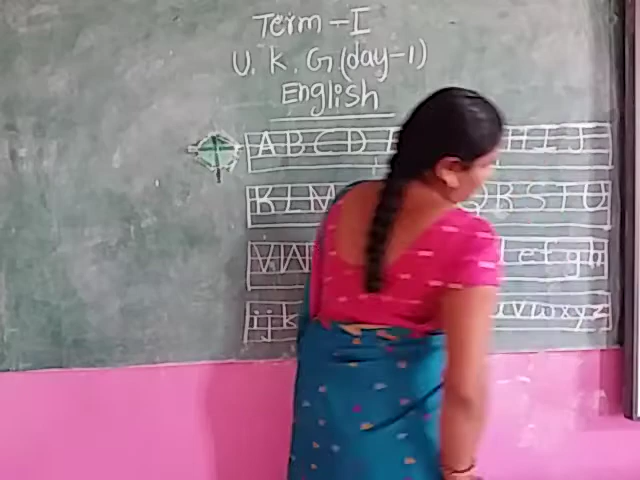 Term - I
U. K. G (day-1)
English
A B C D H I J
K L M R S T U
V W e f g h
i j k v w x y z